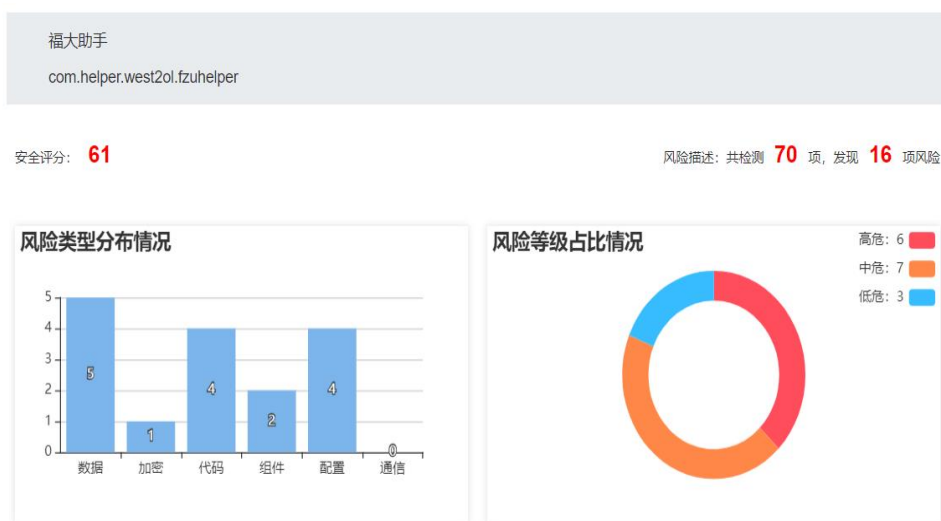 福大助手
com.helper.west2ol.fzuhelper
安全评分： 61
风险描述：共检测 70 项，发现 16 项风险
风险类型分布情况
5
4
3
2
1
0
5
1
4
2
4
0
数据 加密 代码 组件 配置 通信
风险等级占比情况
高危：6
中危：7
低危：3